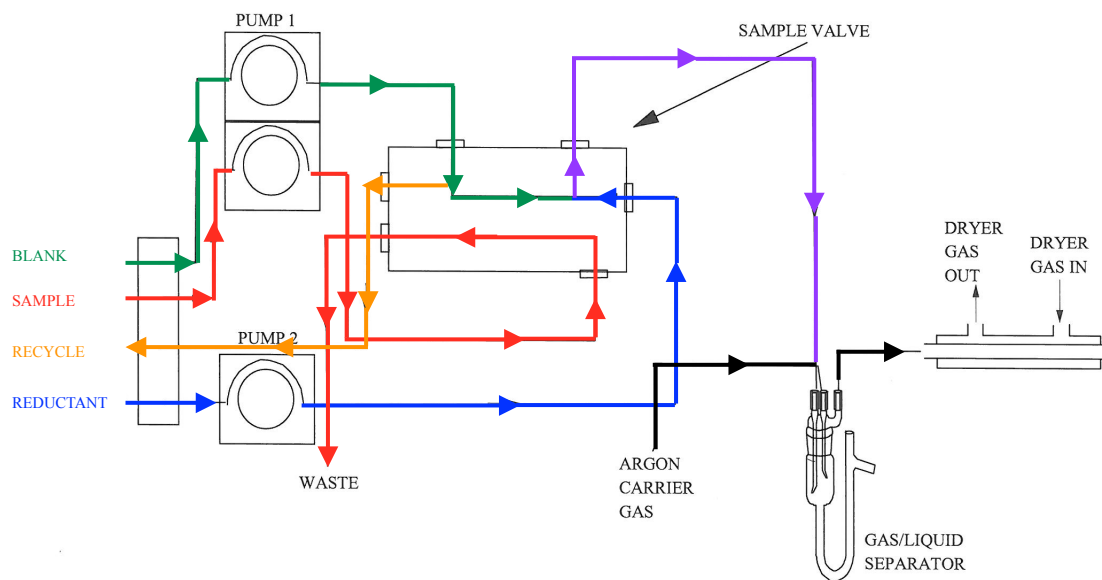 PUMP 1
SAMPLE VALVE
BLANK
SAMPLE
RECYCLE
REDUCTANT
PUMP 2
WASTE
ARGON
CARRIER
GAS
DRYER
GAS
OUT
DRYER
GAS IN
GAS/LIQUID
SEPARATOR